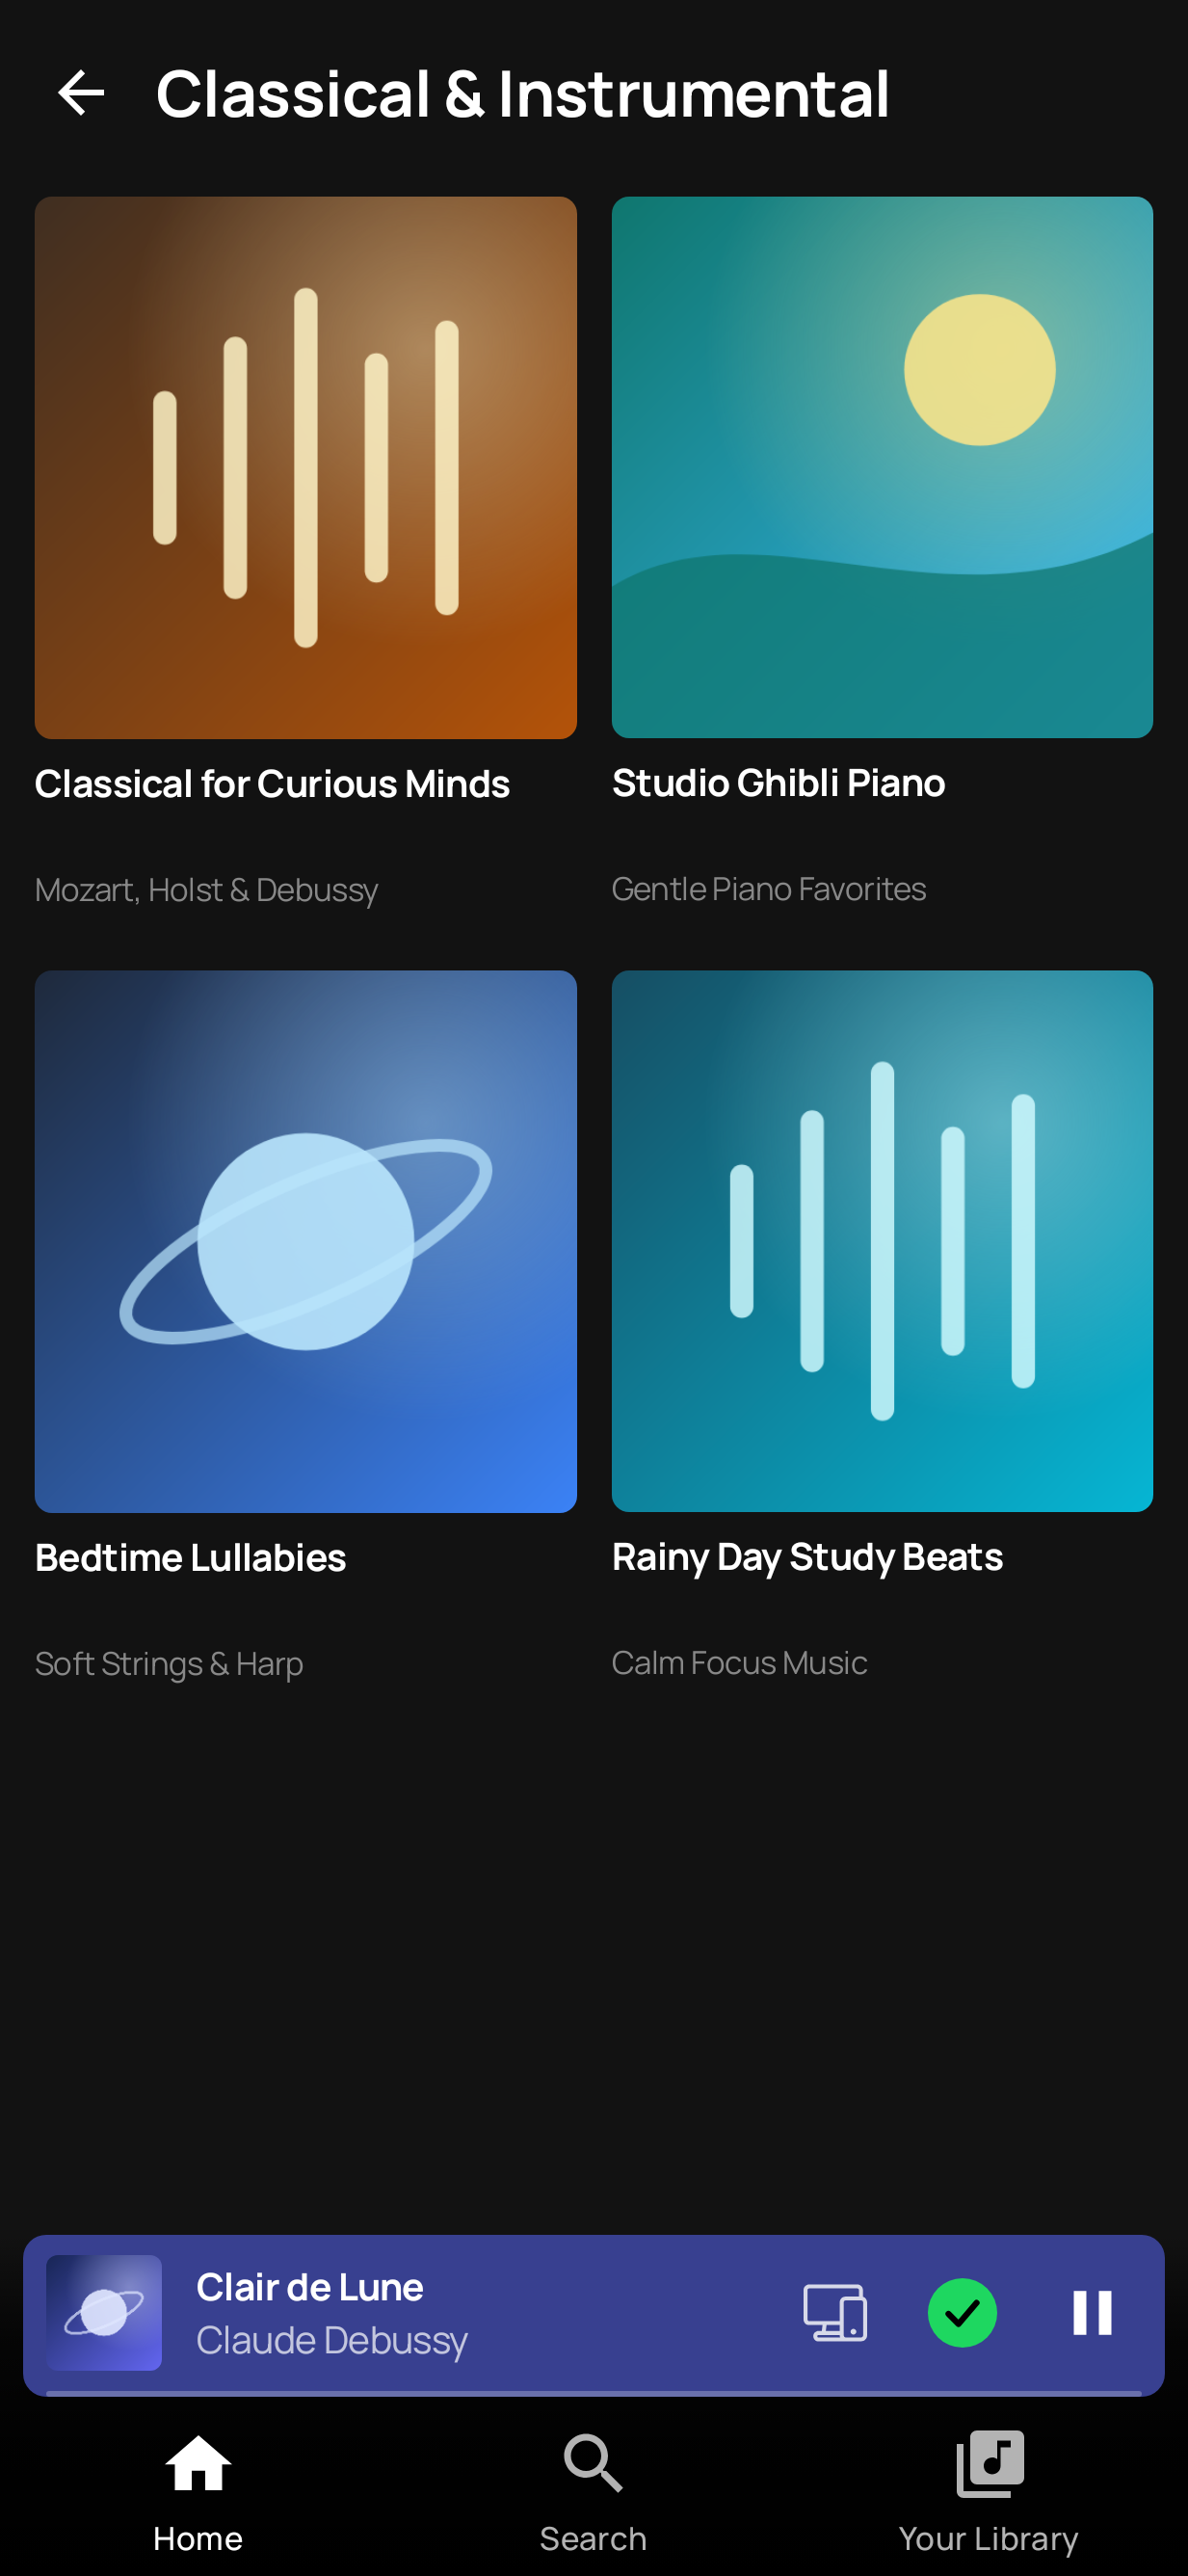 Classical & Instrumental
Classical for Curious Minds
Mozart, Holst & Debussy
Studio Ghibli Piano
Gentle Piano Favorites
Bedtime Lullabies
Soft Strings & Harp
Rainy Day Study Beats
Calm Focus Music
Clair de Lune
Claude Debussy
Home
Search
Your Library